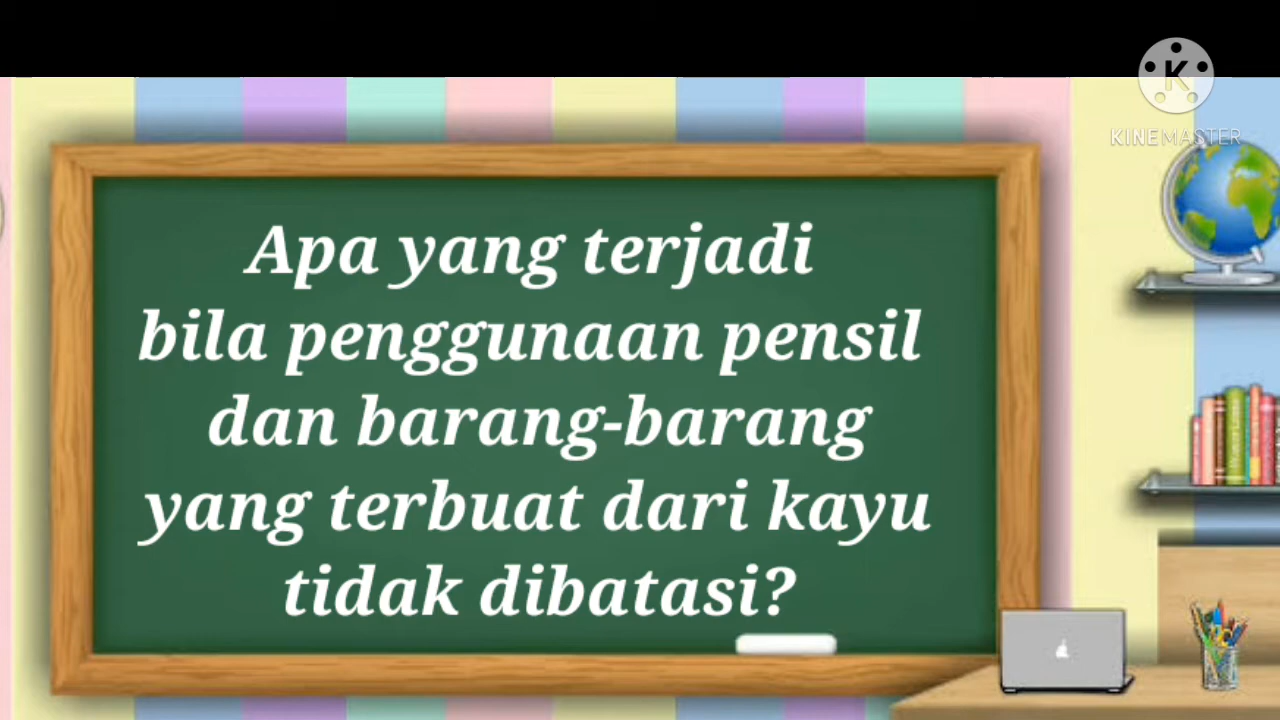 KINEMASTER
Apa yang terjadi
bila penggunaan pensil
dan barang-barang
yang terbuat dari kayu
tidak dibatasi?